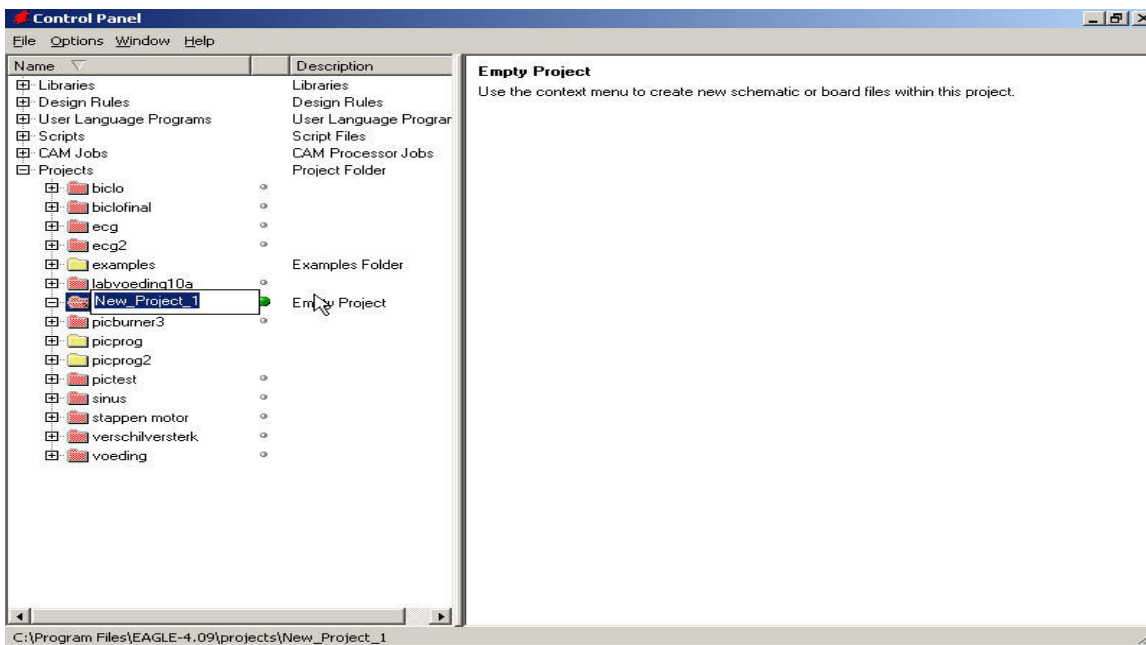 Control Panel
File Options Window Help
Name Description
Libraries Libraries
Design Rules Design Rules
User Language Programs User Language Prograr
Scripts Script Files
CAM Jobs CAM Processor Jobs
Projects Project Folder
biclo
biclofinal
ecg
ecg2
examples Examples Folder
labvoeding10a
New_Project_1 Empty Project
picburner3
picprog
picprog2
pictest
sinus
stappen motor
verschilversterk
voeding
Empty Project
Use the context menu to create new schematic or board files within this project.
C:\Program Files\EAGLE-4.09\projects\New_Project_1